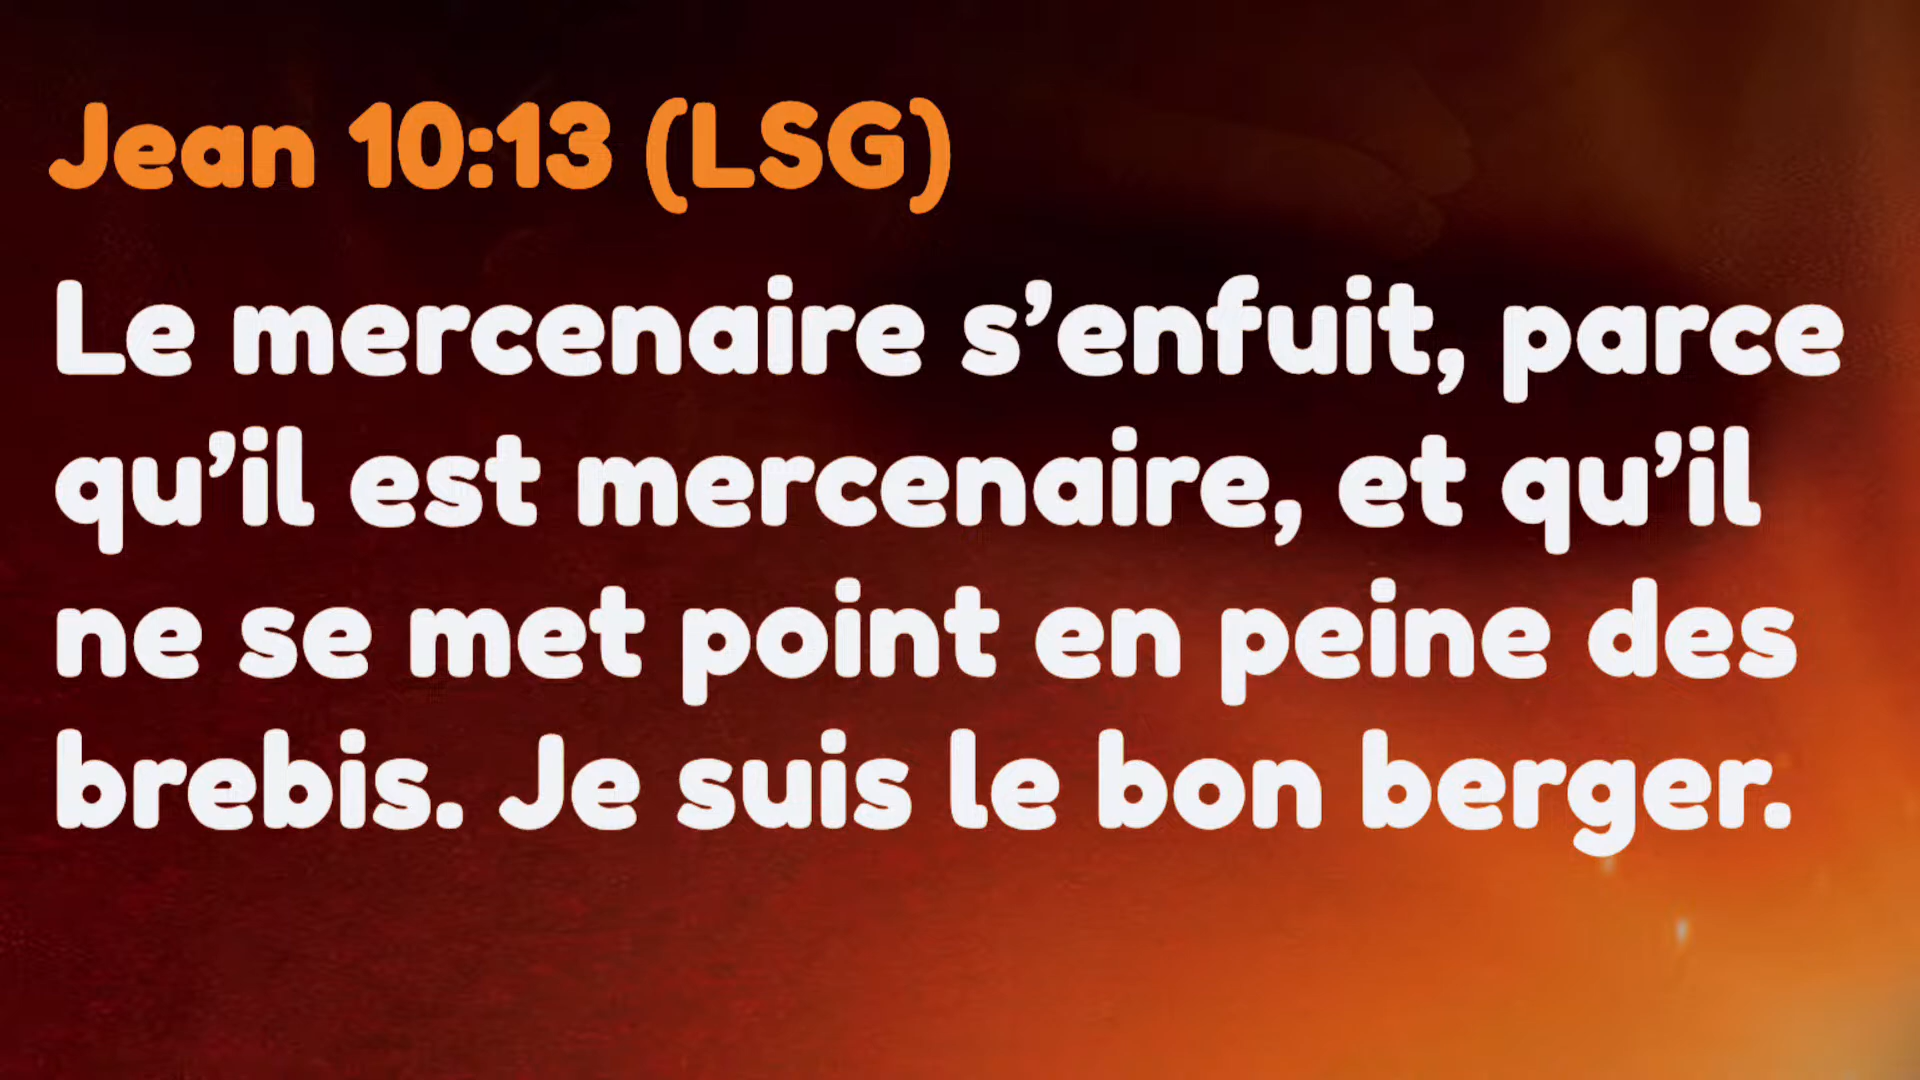 Jean 10:13 (LSG)
Le mercenaire s’enfuit, parce
qu’il est mercenaire, et qu’il
ne se met point en peine des
brebis. Je suis le bon berger.